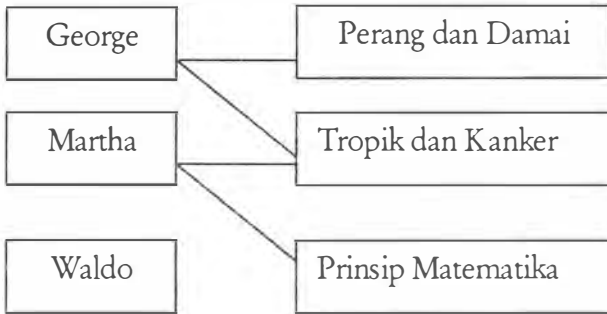 George
Perang dan Damai
Martha
Tropik dan Kanker
Waldo
Prinsip Matematika